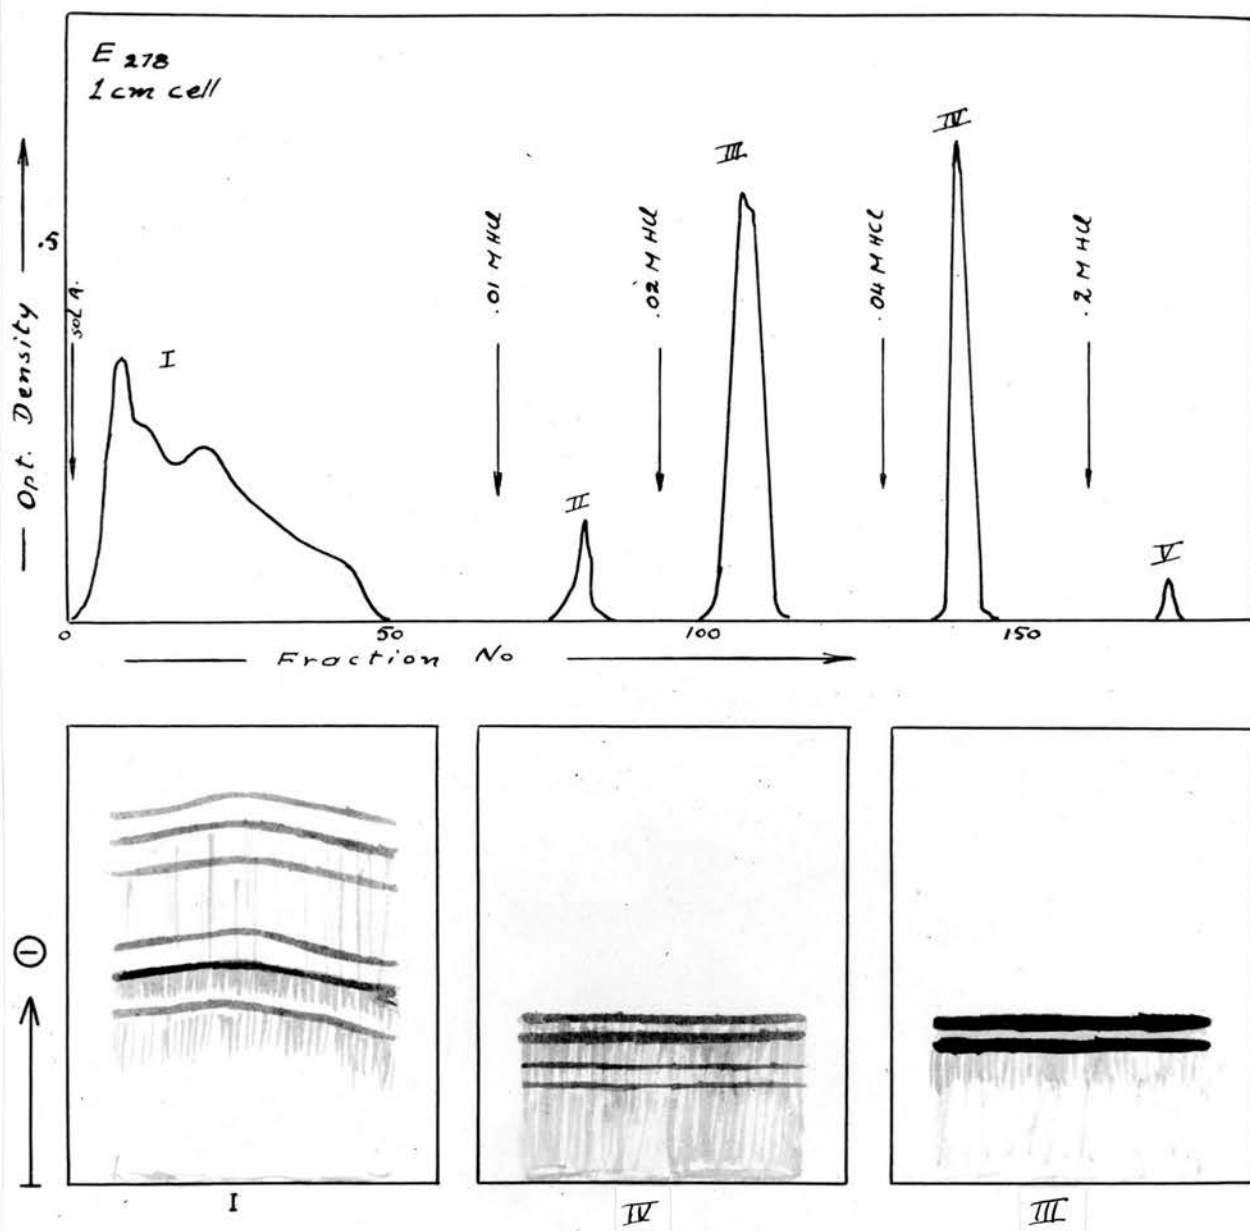 E 278
1 cm cell
— Opt. Density →
.5
sol A.
I
.01 M HCl
II
.02 M HCl
III
.04 M HCl
IV
.2 M HCl
V
0 50 100 150
Fraction No
⊖
I
IV
III